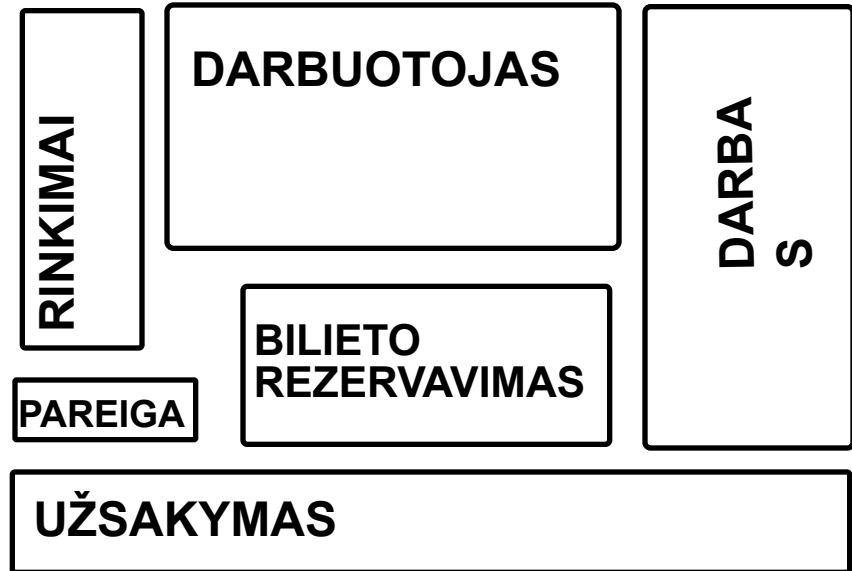 RINKIMAI
DARBUOTOJAS
DARBA
S
BILIETO
REZERVAVIMAS
PAREIGA
UŽSAKYMAS